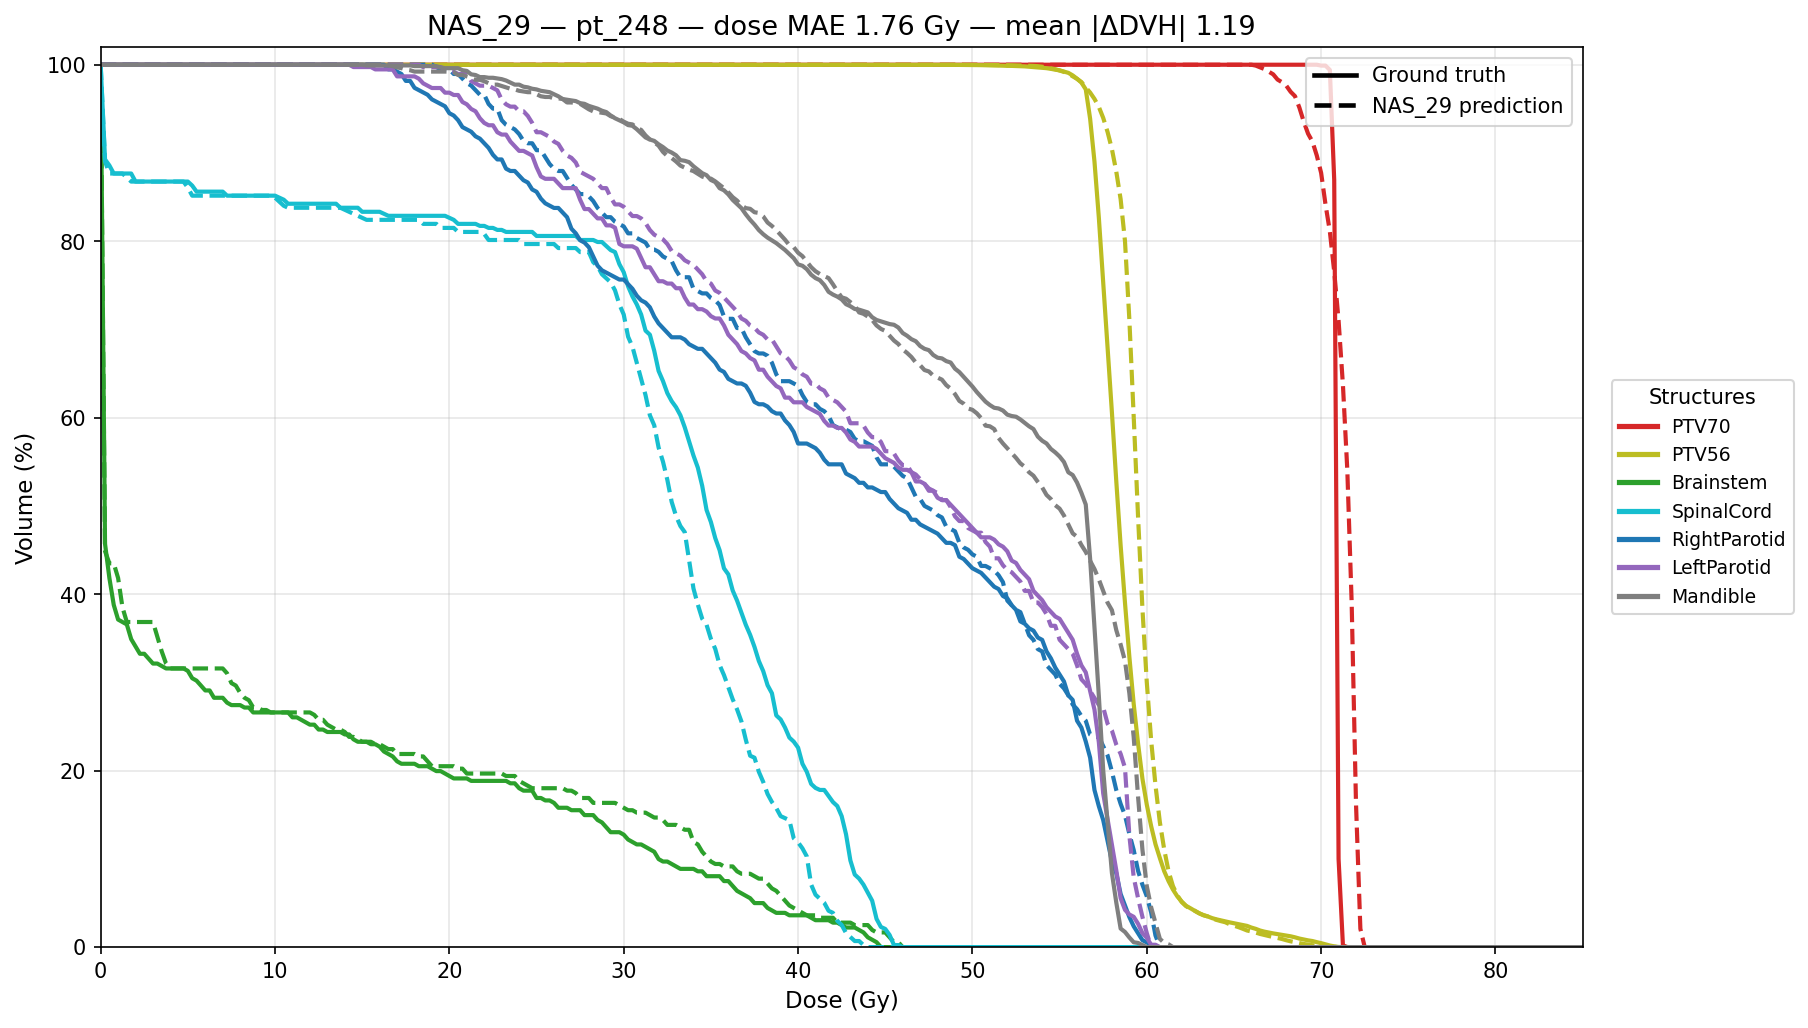 NAS_29 — pt_248 — dose MAE 1.76 Gy — mean |ΔDVH| 1.19
Ground truth
NAS_29 prediction
Volume (%)
100
80
60
40
20
0
0
10
20
30
40
50
60
70
80
Dose (Gy)
Structures
PTV70
PTV56
Brainstem
SpinalCord
RightParotid
LeftParotid
Mandible